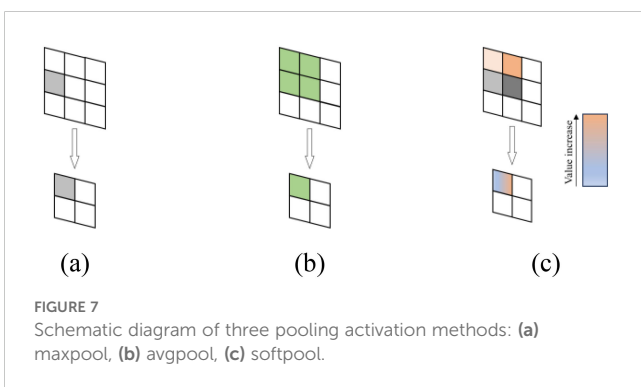 Value increase
(a)
(b)
(c)
FIGURE 7
Schematic diagram of three pooling activation methods: (a)
maxpool, (b) avgpool, (c) softpool.